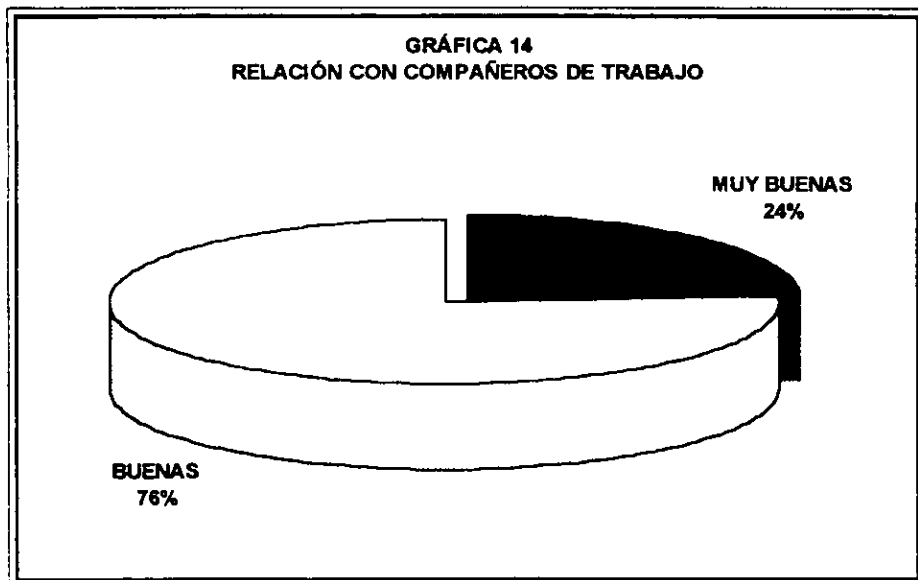 GRÁFICA 14
RELACIÓN CON COMPAÑEROS DE TRABAJO
MUY BUENAS
24%
BUENAS
76%